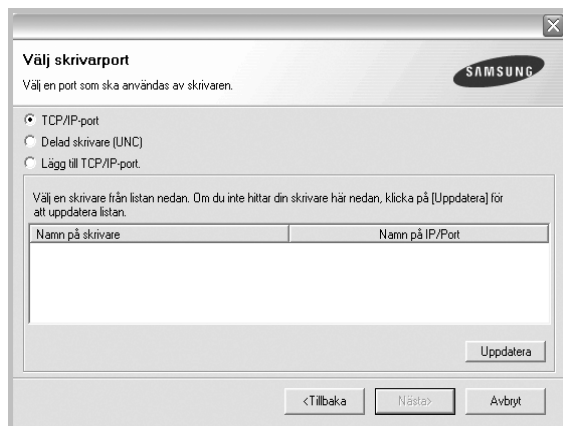 Välj skrivarport
Välj en port som ska användas av skrivaren.
SAMSUNG
TCP/IP-port
Delad skrivare (UNC)
Lägg till TCP/IP-port.
Välj en skrivare från listan nedan. Om du inte hittar din skrivare här nedan, klicka på [Uppdatera] för
att uppdatera listan.
Namn på skrivare Namn på IP/Port
Uppdatera
<Tillbaka Nästa> Avbryt